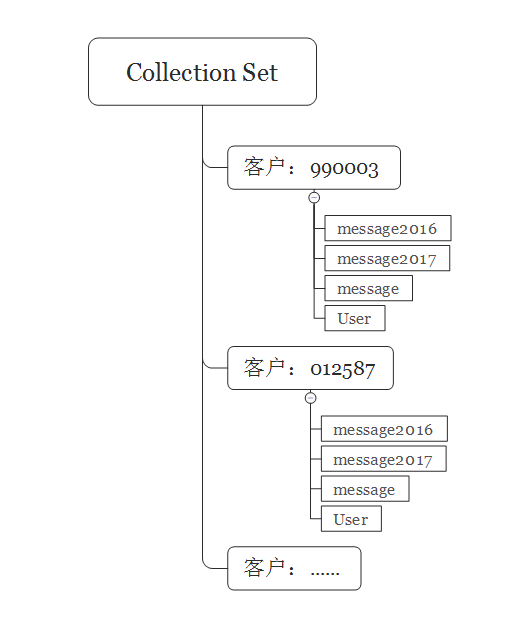 Collection Set
客户：990003
message2016
message2017
message
User
客户：012587
message2016
message2017
message
User
客户：……